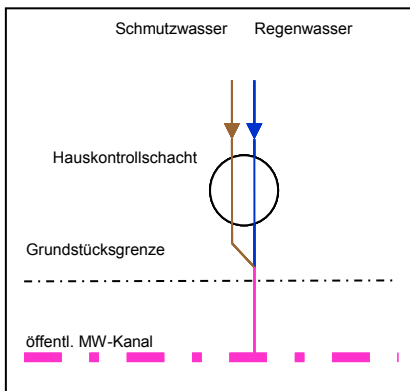 Schmutzwasser Regenwasser
Hauskontrollschacht
Grundstücksgrenze
öffentl. MW-Kanal